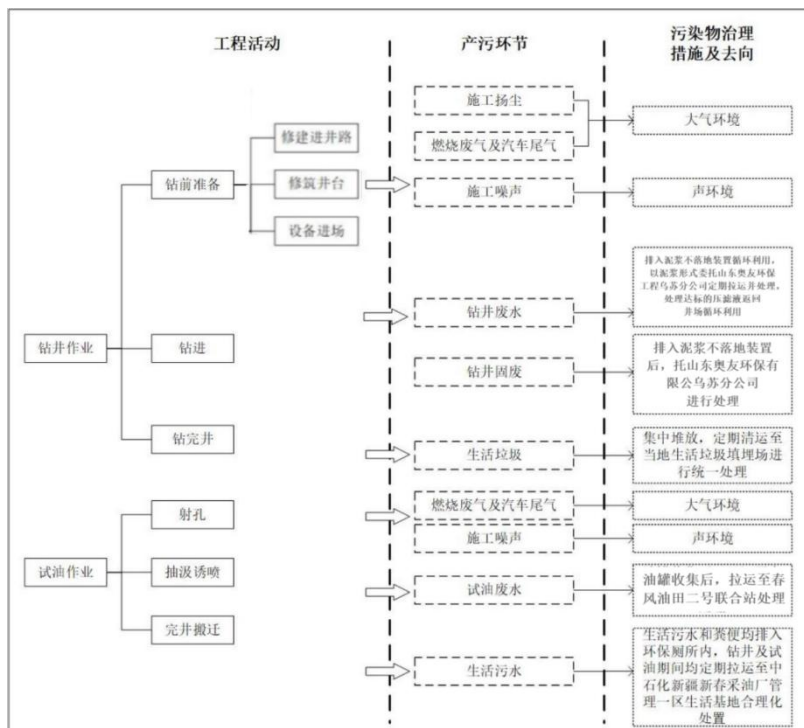 工程活动
产污环节
污染物治理
措施及去向
施工扬尘
燃烧废气及汽车尾气
大气环境
修建进井路
钻前准备
修筑井台
施工噪声
声环境
设备进场
排入泥浆不落地装置循环利用，
以泥浆形式委托山东奥友环保
工程乌苏分公司定期拉运并处理，
处理达标的压滤液返回
井场循环利用
钻井废水
钻井作业
钻进
钻井固废
排入泥浆不落地装置
后，托山东奥友环保有
限公乌苏分公司
进行处理
钻完井
生活垃圾
集中堆放，定期清运至
当地生活垃圾填埋场进
行统一处理
射孔
燃烧废气及汽车尾气
大气环境
施工噪声
声环境
试油作业
抽汲诱喷
试油废水
油罐收集后，拉运至春
风油田二号联合站处理
完井搬迁
生活污水
生活污水和粪便均排入
环保厕所内，钻井及试
油期间均定期拉运至中
石化新疆新春采油厂管
理一区生活基地合理化
处置